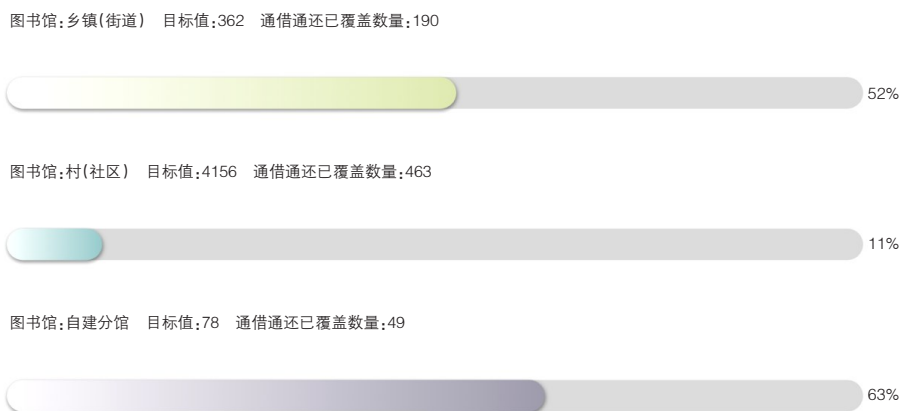 图书馆:乡镇(街道) 目标值:362 通借通还已覆盖数量:190
52%
图书馆:村(社区) 目标值:4156 通借通还已覆盖数量:463
11%
图书馆:自建分馆 目标值:78 通借通还已覆盖数量:49
63%